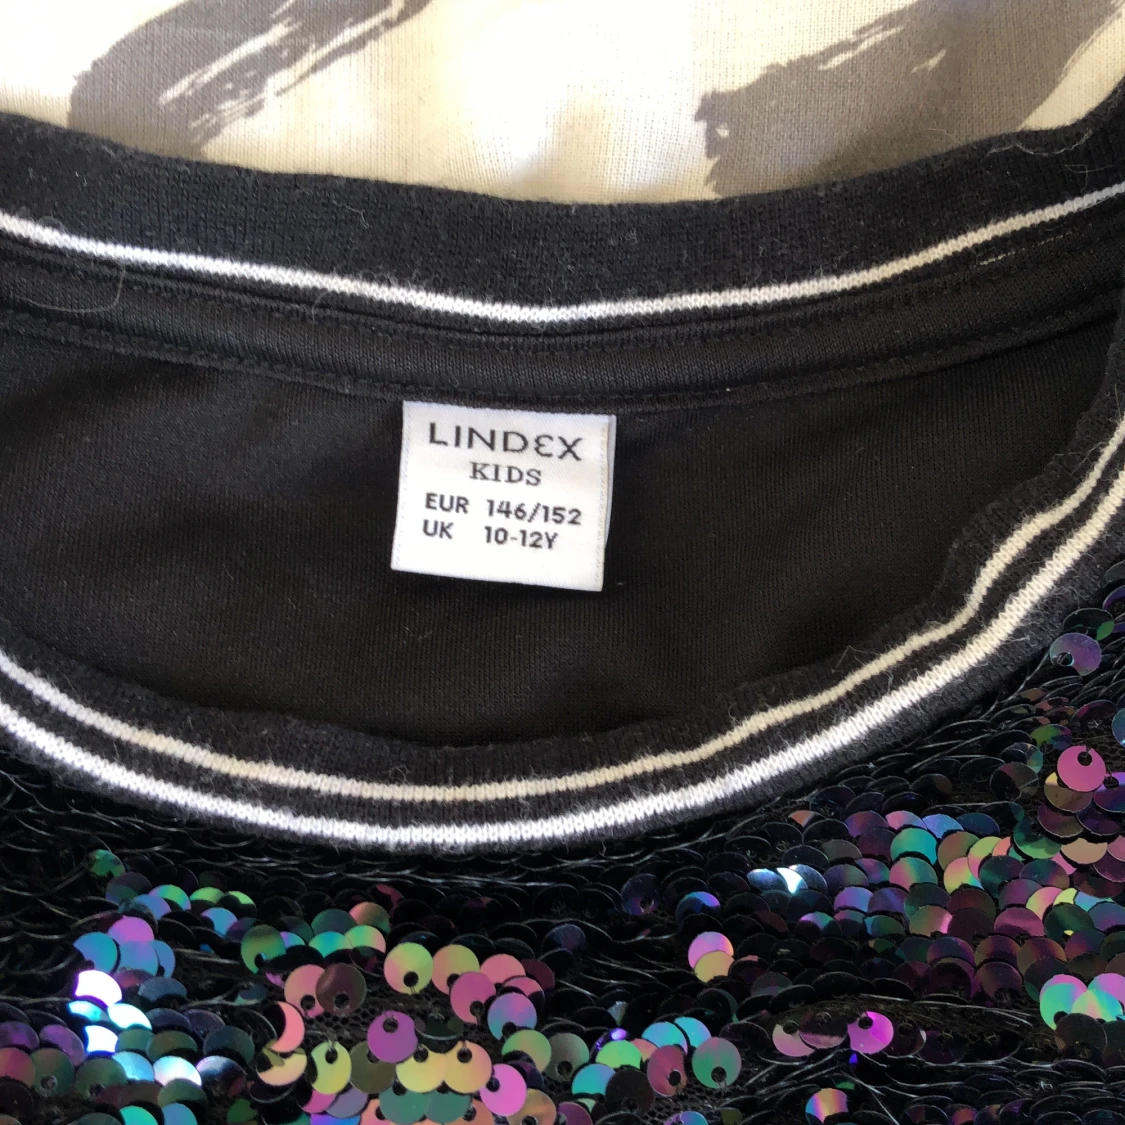 LINDEX
KIDS
EUR 146/152
UK 10-12Y